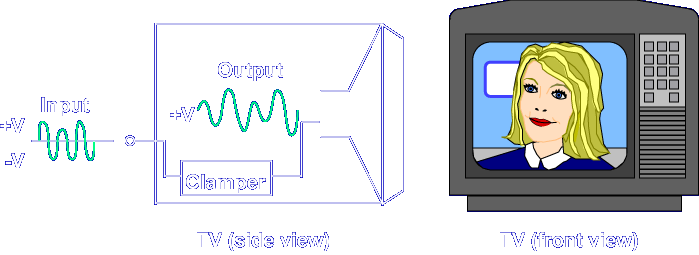 Output
Input
+V
+V
-V
Clamper
TV (side view)
TV (front view)